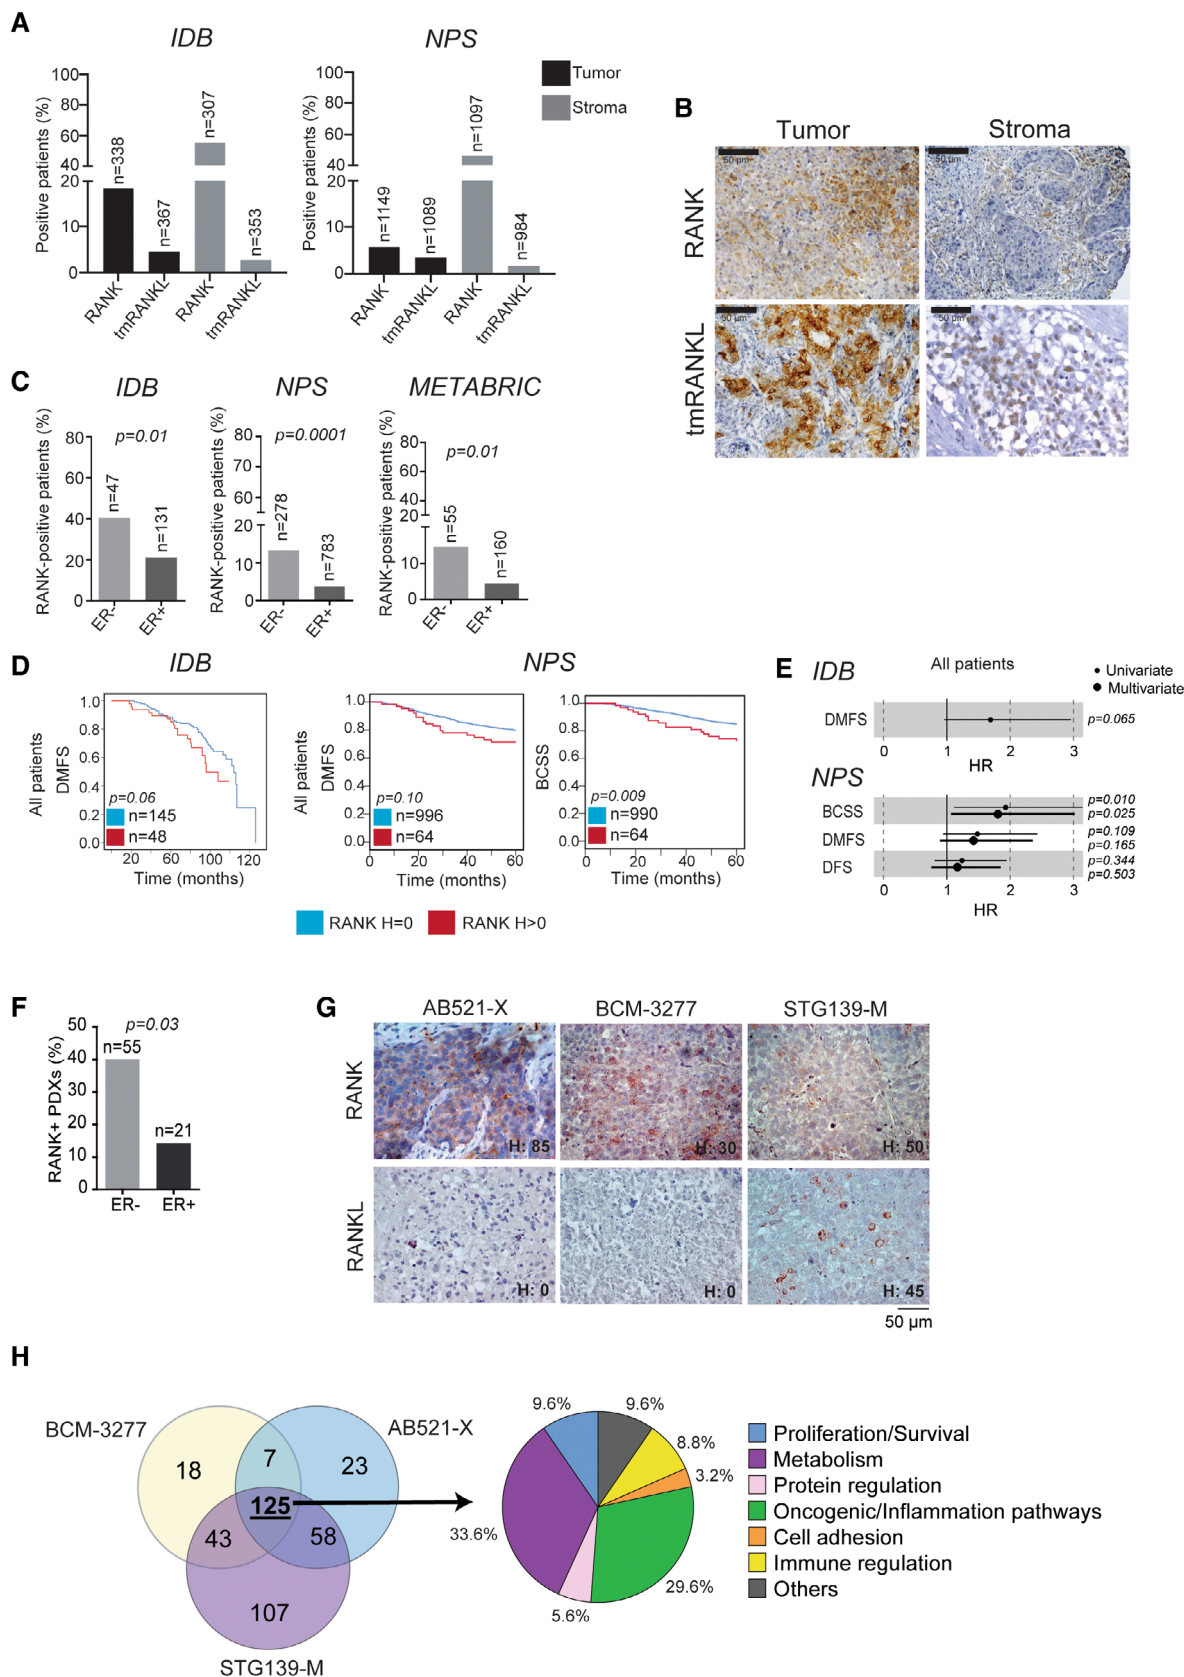 A
IDB
NPS
Tumor
Stroma
Positive patients (%)
100
80
60
40
20
10
0
n=338
n=367
n=307
n=353
RANK
tmRANKL
RANK
tmRANKL
Positive patients (%)
100
80
60
40
20
10
0
n=1149
n=1089
n=1097
n=984
RANK
tmRANKL
RANK
tmRANKL
B
Tumor
Stroma
RANK
tmRANKL
50 µm
50 µm
50 µm
50 µm
C
IDB
NPS
METABRIC
RANK-positive patients (%)
80
60
40
20
0
p=0.01
n=47
n=131
ER-
ER+
RANK-positive patients (%)
80
70
60
20
10
0
p=0.0001
n=278
n=783
ER-
ER+
RANK-positive patients (%)
80
60
40
20
10
0
p=0.01
n=55
n=160
ER-
ER+
D
IDB
NPS
All patients
DMFS
1.0
0.8
0.6
0.4
0.2
0.0
p=0.06
n=145
n=48
20
60
100
120
Time (months)
All patients
DMFS
1.0
0.8
0.6
0.4
0.2
0.0
p=0.10
n=996
n=64
0
20
40
60
Time (months)
BCSS
1.0
0.8
0.6
0.4
0.2
0.0
p=0.009
n=990
n=64
0
20
40
60
Time (months)
RANK H=0
RANK H>0
E
IDB
All patients
Univariate
Multivariate
DMFS
p=0.065
0
1
2
3
HR
NPS
BCSS
p=0.010
p=0.025
DMFS
p=0.109
p=0.165
DFS
p=0.344
p=0.503
0
1
2
3
HR
F
RANK+ PDXs (%)
50
40
30
20
10
0
p=0.03
n=55
n=21
ER-
ER+
G
AB521-X
BCM-3277
STG139-M
RANK
H: 85
H: 30
H: 50
RANKL
H: 0
H: 0
H: 45
50 µm
H
BCM-3277
AB521-X
18
7
23
125
43
58
107
STG139-M
9.6%
9.6%
8.8%
3.2%
33.6%
29.6%
5.6%
Proliferation/Survival
Metabolism
Protein regulation
Oncogenic/Inflammation pathways
Cell adhesion
Immune regulation
Others